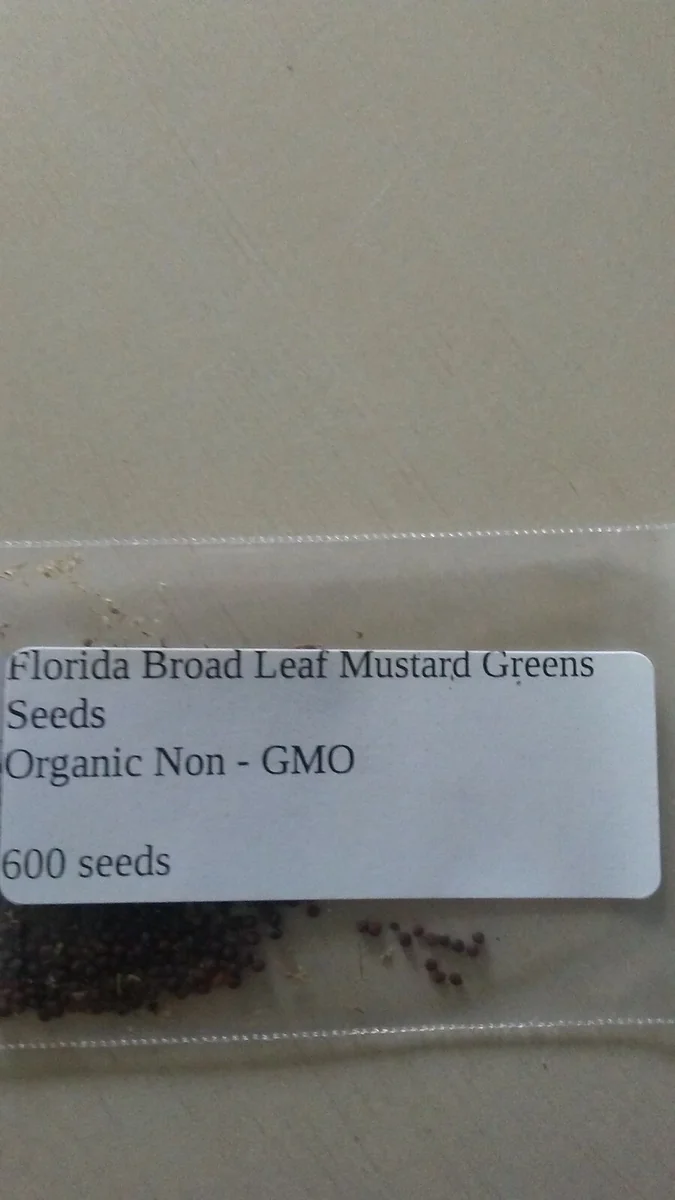 Florida Broad Leaf Mustard Greens
Seeds
Organic Non - GMO
600 seeds